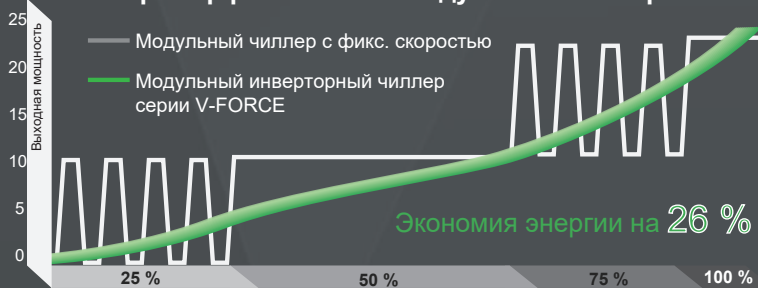 25
20
15
10
5
0
Выходная мощность
Модульный чиллер с фикс. скоростью
Модульный инверторный чиллер
серии V-FORCE
Экономия энергии на 26 %
25 %
50 %
75 %
100 %